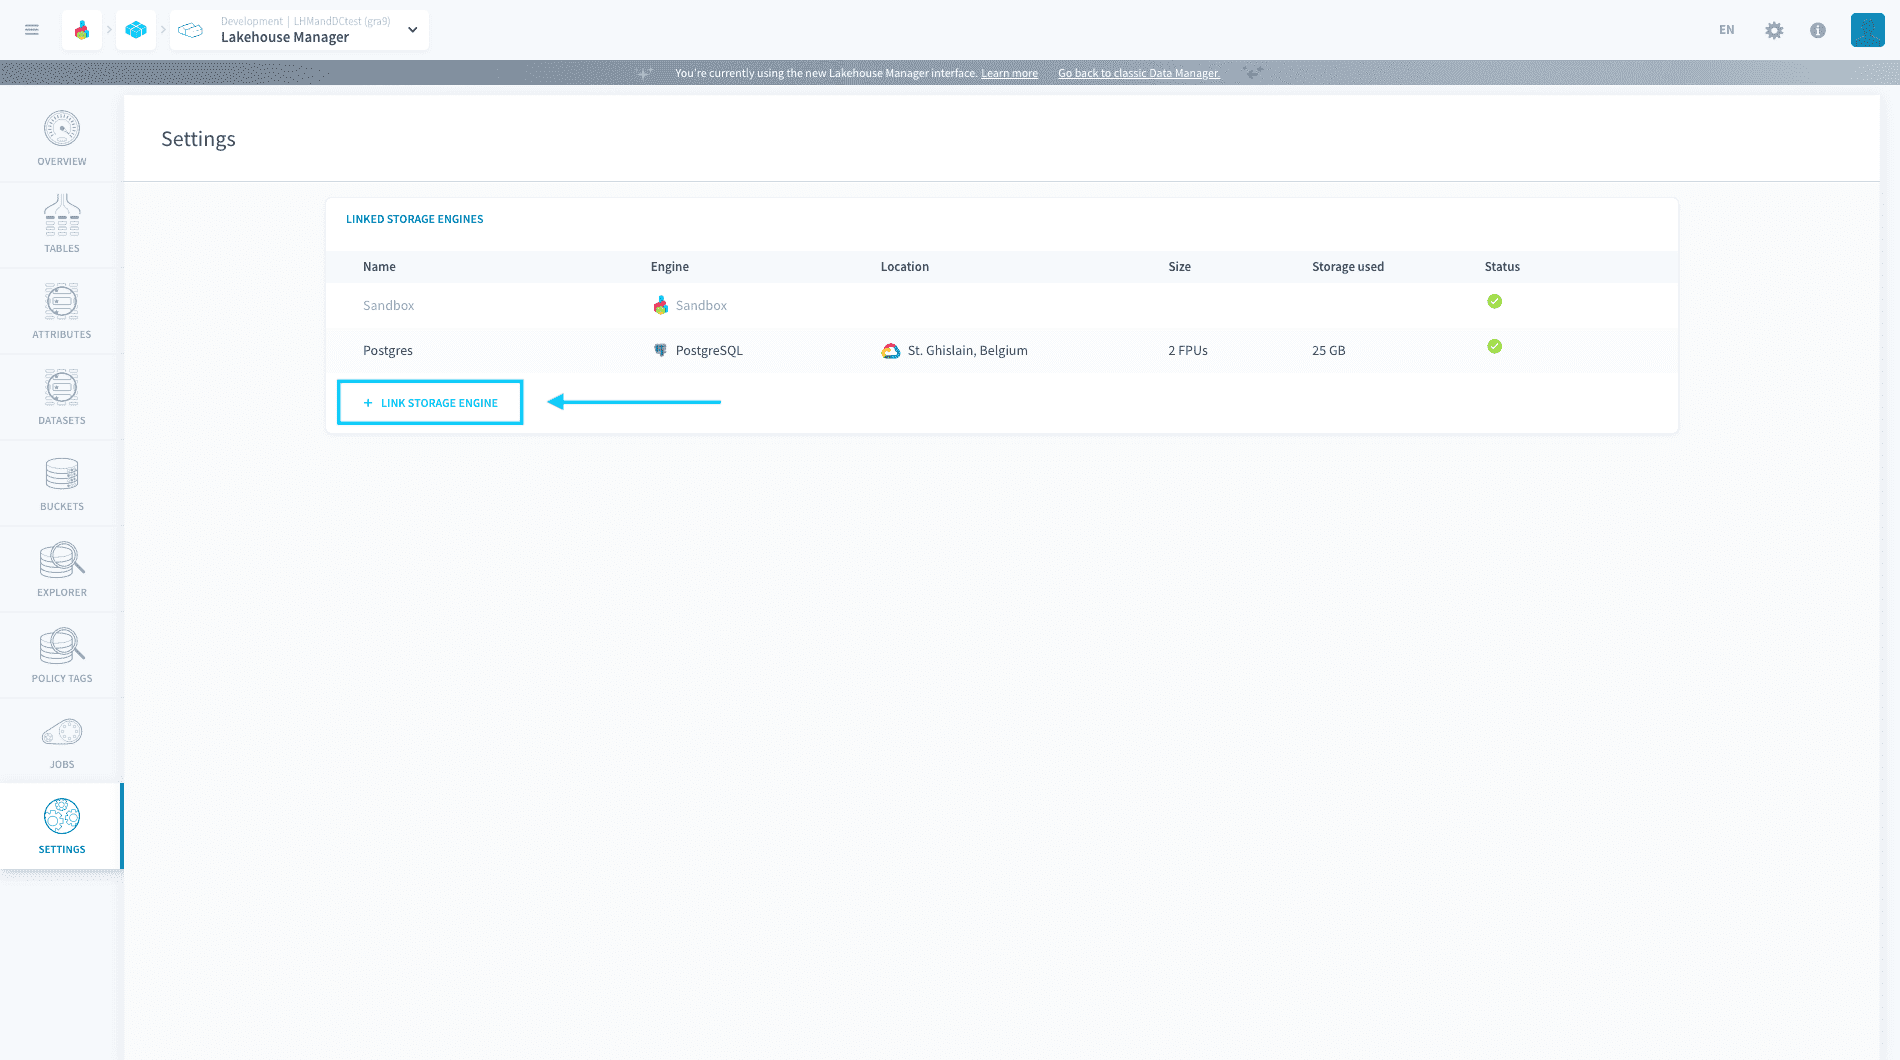 Development | LHMandDCtest (gra9)
Lakehouse Manager
EN
You're currently using the new Lakehouse Manager interface. Learn more Go back to classic Data Manager.
OVERVIEW
TABLES
ATTRIBUTES
DATASETS
BUCKETS
EXPLORER
POLICY TAGS
JOBS
SETTINGS
Settings
LINKED STORAGE ENGINES
Name Engine Location Size Storage used Status
Sandbox Sandbox
Postgres PostgreSQL St. Ghislain, Belgium 2 FPUs 25 GB
+ LINK STORAGE ENGINE